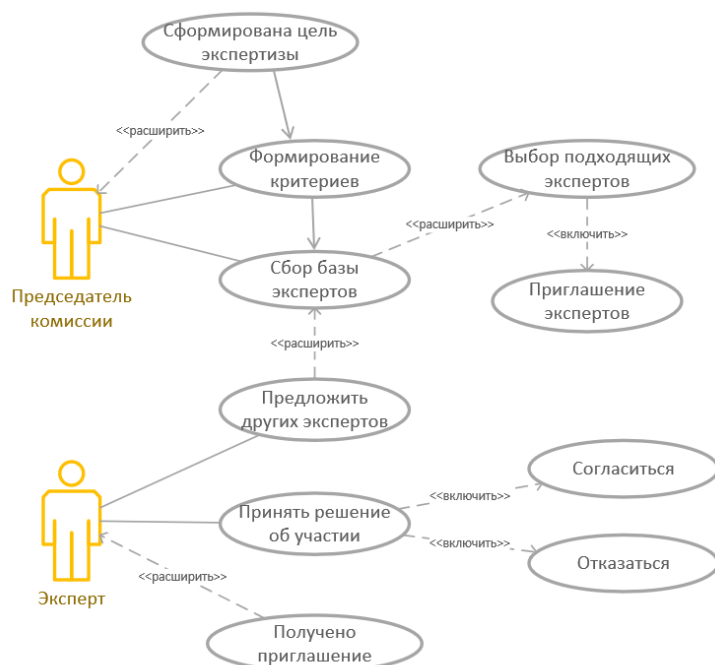 Сформирована цель
экспертизы
<<расширить>>
Формирование
критериев
Выбор подходящих
экспертов
<<расширить>>
<<включить>>
Сбор базы
экспертов
Председатель
комиссии
Приглашение
экспертов
<<расширить>>
Предложить
других экспертов
Согласиться
<<включить>>
Принять решение
об участии
<<включить>>
Отказаться
<<расширить>>
Эксперт
Получено
приглашение